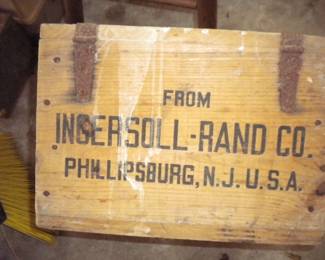 FROM
INGERSOLL-RAND CO.
PHILLIPSBURG, N.J. U.S.A.